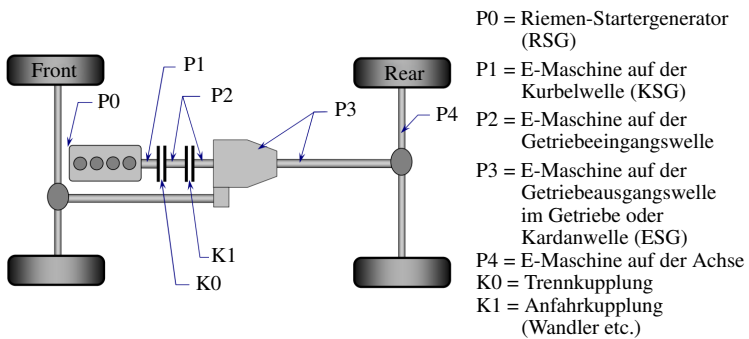 Front
Rear
P0
P1
P2
P3
P4
K1
K0
P0 = Riemen-Startergenerator
(RSG)
P1 = E-Maschine auf der
Kurbelwelle (KSG)
P2 = E-Maschine auf der
Getriebeeingangswelle
P3 = E-Maschine auf der
Getriebeausgangswelle
im Getriebe oder
Kardanwelle (ESG)
P4 = E-Maschine auf der Achse
K0 = Trennkupplung
K1 = Anfahrkupplung
(Wandler etc.)